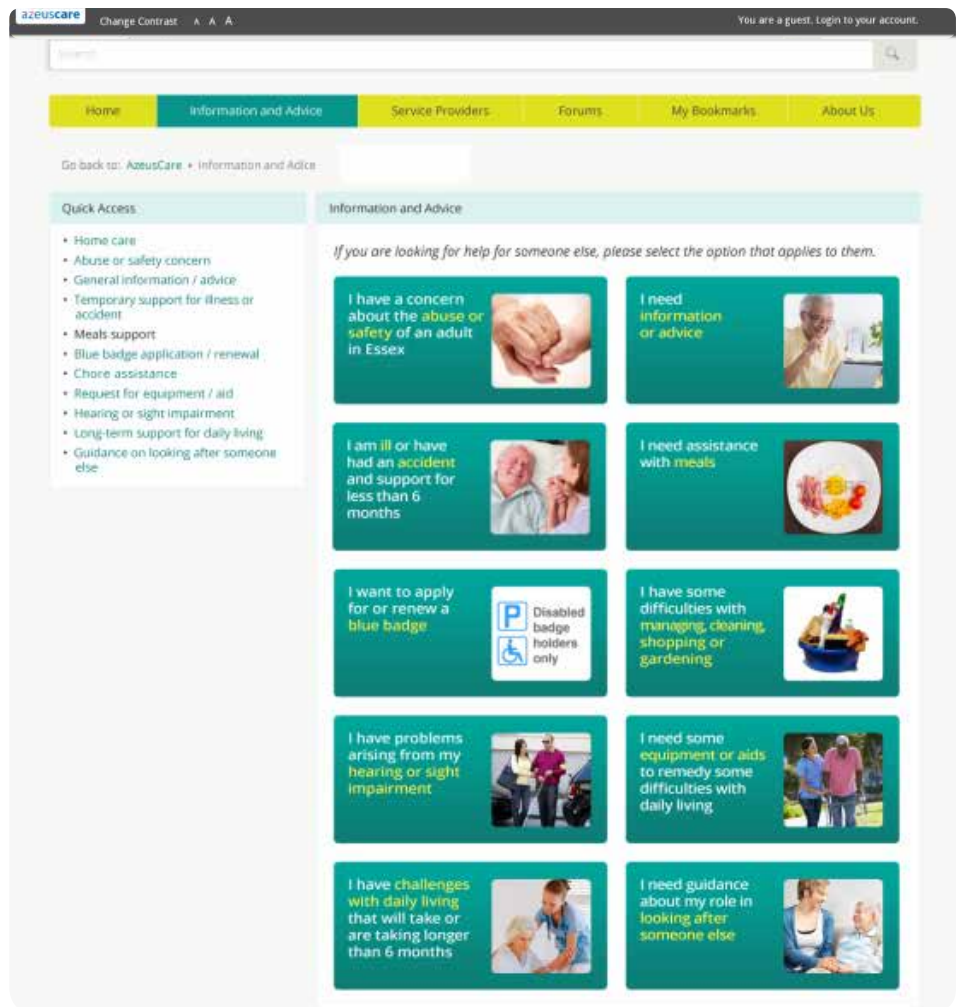 azeuscare
Change Contrast A A A
You are a guest. Login to your account.
Search
Home
Information and Advice
Service Providers
Forums
My Bookmarks
About Us
Go back to: AzeusCare • Information and Adice
Quick Access
• Home care
• Abuse or safety concern
• General information / advice
• Temporary support for illness or
accident
• Meals support
• Blue badge application / renewal
• Chore assistance
• Request for equipment / aid
• Hearing or sight impairment
• Long-term support for daily living
• Guidance on looking after someone
else
Information and Advice
If you are looking for help for someone else, please select the option that applies to them.
I have a concern
about the abuse or
safety of an adult
in Essex
I need
information
or advice
I am ill or have
had an accident
and support for
less than 6
months
I need assistance
with meals
I want to apply
for or renew a
blue badge
P Disabled
badge
holders
only
I have some
difficulties with
managing, cleaning,
shopping or
gardening
I have problems
arising from my
hearing or sight
impairment
I need some
equipment or aids
to remedy some
difficulties with
daily living
I have challenges
with daily living
that will take or
are taking longer
than 6 months
I need guidance
about my role in
looking after
someone else